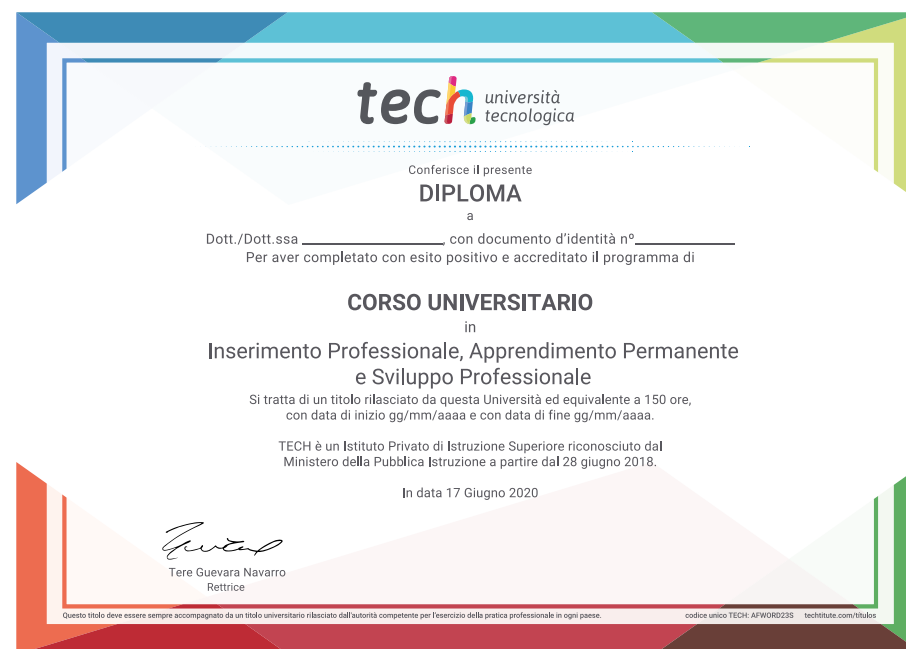 tech università
tecnologica
Conferisce il presente
DIPLOMA
a
Dott./Dott.ssa ____________________, con documento d'identità nº______________
Per aver completato con esito positivo e accreditato il programma di
CORSO UNIVERSITARIO
in
Inserimento Professionale, Apprendimento Permanente
e Sviluppo Professionale
Si tratta di un titolo rilasciato da questa Università ed equivalente a 150 ore,
con data di inizio gg/mm/aaaa e con data di fine gg/mm/aaaa.
TECH è un Istituto Privato di Istruzione Superiore riconosciuto dal
Ministero della Pubblica Istruzione a partire dal 28 giugno 2018.
In data 17 Giugno 2020
Tere Guevara Navarro
Rettrice
Questo titolo deve essere sempre accompagnato da un titolo universitario rilasciato dall'autorità competente per l'esercizio della pratica professionale in ogni paese. codice unico TECH: AFWORD23S techtitute.com/titulos